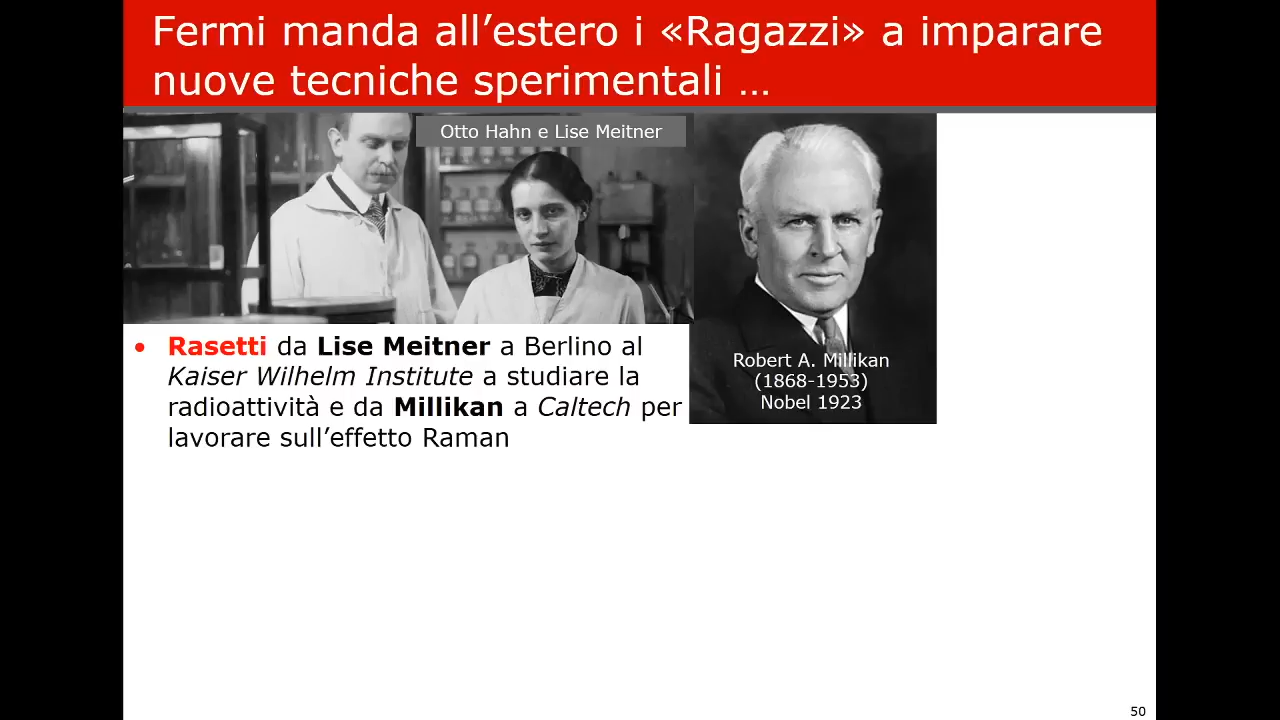 Fermi manda all’estero i «Ragazzi» a imparare
nuove tecniche sperimentali …
Otto Hahn e Lise Meitner
Robert A. Millikan
(1868-1953)
Nobel 1923
• Rasetti da Lise Meitner a Berlino al
Kaiser Wilhelm Institute a studiare la
radioattività e da Millikan a Caltech per
lavorare sull’effetto Raman
50